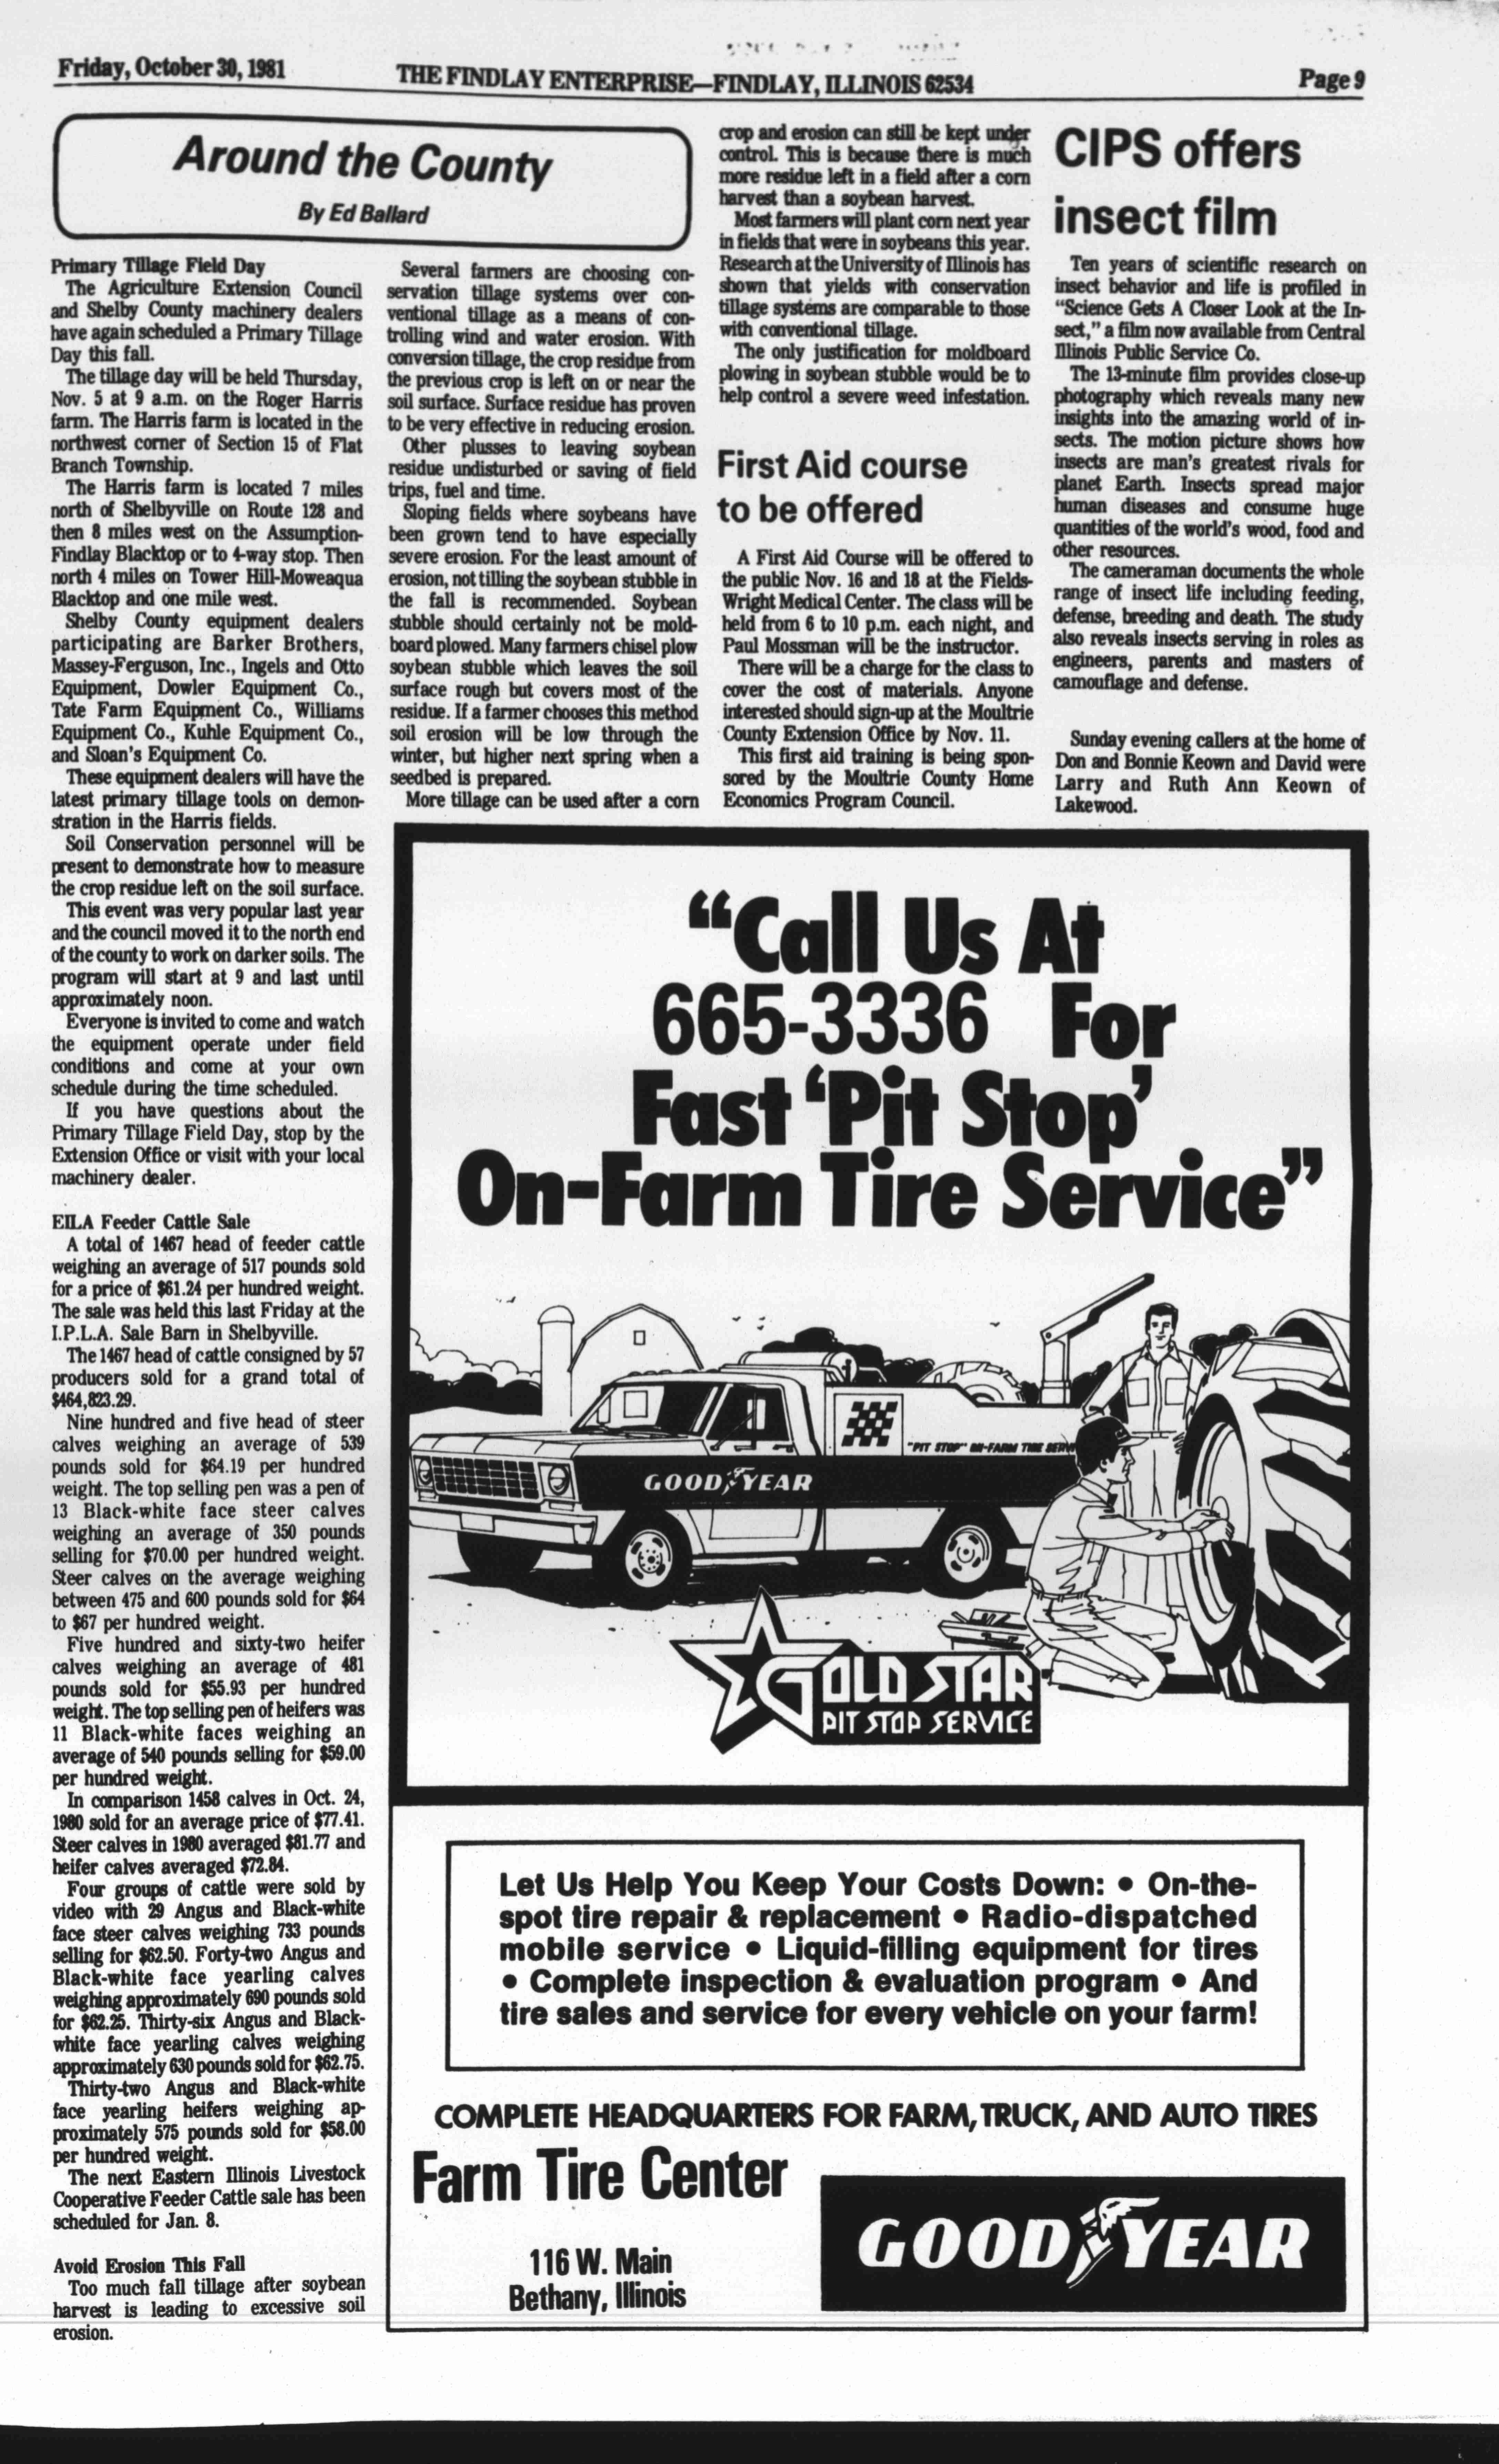 Friday, October 30, 1981
THE FINDLAY ENTERPRISE—FINDLAY, ILLINOIS 62534
Page 9
Around the County
By Ed Ballard
Primary Tillage Field Day
The Agriculture Extension Council
and Shelby County machinery dealers
have again scheduled a Primary Tillage
Day this fall.
The tillage day will be held Thursday,
Nov. 5 at 9 a.m. on the Roger Harris
farm. The Harris farm is located in the
northwest corner of Section 15 of Flat
Branch Township.
The Harris farm is located 7 miles
north of Shelbyville on Route 128 and
then 8 miles west on the Assumption-
Findlay Blacktop or to 4-way stop. Then
north 4 miles on Tower Hill-Moweaqua
Blacktop and one mile west.
Shelby County equipment dealers
participating are Barker Brothers,
Massey-Ferguson, Inc., Ingels and Otto
Equipment, Dowler Equipment Co.,
Tate Farm Equipment Co., Williams
Equipment Co., Kuhle Equipment Co.,
and Sloan's Equipment Co.
These equipment dealers will have the
latest primary tillage tools on demon-
stration in the Harris fields.
Soil Conservation personnel will be
present to demonstrate how to measure
the crop residue left on the soil surface.
This event was very popular last year
and the council moved it to the north end
of the county to work on darker soils. The
program will start at 9 and last until
approximately noon.
Everyone is invited to come and watch
the equipment operate under field
conditions and come at your own
schedule during the time scheduled.
If you have questions about the
Primary Tillage Field Day, stop by the
Extension Office or visit with your local
machinery dealer.
EILA Feeder Cattle Sale
A total of 1467 head of feeder cattle
weighing an average of 517 pounds sold
for a price of $61.24 per hundred weight.
The sale was held this last Friday at the
I.P.L.A. Sale Barn in Shelbyville.
The 1467 head of cattle consigned by 57
producers sold for a grand total of
$464,823.29.
Nine hundred and five head of steer
calves weighing an average of 539
pounds sold for $64.19 per hundred
weight. The top selling pen was a pen of
13 Black-white face steer calves
weighing an average of 350 pounds
selling for $70.00 per hundred weight.
Steer calves on the average weighing
between 475 and 600 pounds sold for $64
to $67 per hundred weight.
Five hundred and sixty-two heifer
calves weighing an average of 481
pounds sold for $55.93 per hundred
weight. The top selling pen of heifers was
11 Black-white faces weighing an
average of 540 pounds selling for $59.00
per hundred weight.
In comparison 1458 calves in Oct. 24,
1980 sold for an average price of $77.41.
Steer calves in 1980 averaged $81.77 and
heifer calves averaged $72.84.
Four groups of cattle were sold by
video with 29 Angus and Black-white
face steer calves weighing 733 pounds
selling for $62.50. Forty-two Angus and
Black-white face yearling calves
weighing approximately 690 pounds sold
for $62.25. Thirty-six Angus and Black-
white face yearling calves weighing
approximately 630 pounds sold for $62.75.
Thirty-two Angus and Black-white
face yearling heifers weighing ap-
proximately 575 pounds sold for $58.00
per hundred weight.
The next Eastern Illinois Livestock
Cooperative Feeder Cattle sale has been
scheduled for Jan. 8.
Avoid Erosion This Fall
Too much fall tillage after soybean
harvest is leading to excessive soil
erosion.
Several farmers are choosing con-
servation tillage systems over con-
ventional tillage as a means of con-
trolling wind and water erosion. With
conversion tillage, the crop residue from
the previous crop is left on or near the
soil surface. Surface residue has proven
to be very effective in reducing erosion.
Other plusses to leaving soybean
residue undisturbed or saving of field
trips, fuel and time.
Sloping fields where soybeans have
been grown tend to have especially
severe erosion. For the least amount of
erosion, not tilling the soybean stubble in
the fall is recommended. Soybean
stubble should certainly not be mold-
board plowed. Many farmers chisel plow
soybean stubble which leaves the soil
surface rough but covers most of the
residue. If a farmer chooses this method
soil erosion will be low through the
winter, but higher next spring when a
seedbed is prepared.
More tillage can be used after a corn
crop and erosion can still be kept under
control. This is because there is much
more residue left in a field after a corn
harvest than a soybean harvest.
Most farmers will plant corn next year
in fields that were in soybeans this year.
Research at the University of Illinois has
shown that yields with conservation
tillage systems are comparable to those
with conventional tillage.
The only justification for moldboard
plowing in soybean stubble would be to
help control a severe weed infestation.
First Aid course
to be offered
A First Aid Course will be offered to
the public Nov. 16 and 18 at the Fields-
Wright Medical Center. The class will be
held from 6 to 10 p.m. each night, and
Paul Mossman will be the instructor.
There will be a charge for the class to
cover the cost of materials. Anyone
interested should sign-up at the Moultrie
County Extension Office by Nov. 11.
This first aid training is being spon-
sored by the Moultrie County Home
Economics Program Council.
CIPS offers
insect film
Ten years of scientific research on
insect behavior and life is profiled in
"Science Gets A Closer Look at the In-
sect," a film now available from Central
Illinois Public Service Co.
The 13-minute film provides close-up
photography which reveals many new
insights into the amazing world of in-
sects. The motion picture shows how
insects are man's greatest rivals for
planet Earth. Insects spread major
human diseases and consume huge
quantities of the world's wood, food and
other resources.
The cameraman documents the whole
range of insect life including feeding,
defense, breeding and death. The study
also reveals insects serving in roles as
engineers, parents and masters of
camouflage and defense.
Sunday evening callers at the home of
Don and Bonnie Keown and David were
Larry and Ruth Ann Keown of
Lakewood.
"Call Us At
665-3336 For
Fast 'Pit Stop'
On-Farm Tire Service"
"PIT STOP" ON-FARM TIRE SERV
GOODYEAR
GOLD STAR
PIT STOP SERVICE
Let Us Help You Keep Your Costs Down: • On-the-
spot tire repair & replacement • Radio-dispatched
mobile service • Liquid-filling equipment for tires
• Complete inspection & evaluation program • And
tire sales and service for every vehicle on your farm!
COMPLETE HEADQUARTERS FOR FARM, TRUCK, AND AUTO TIRES
Farm Tire Center
116 W. Main
Bethany, Illinois
GOODYEAR